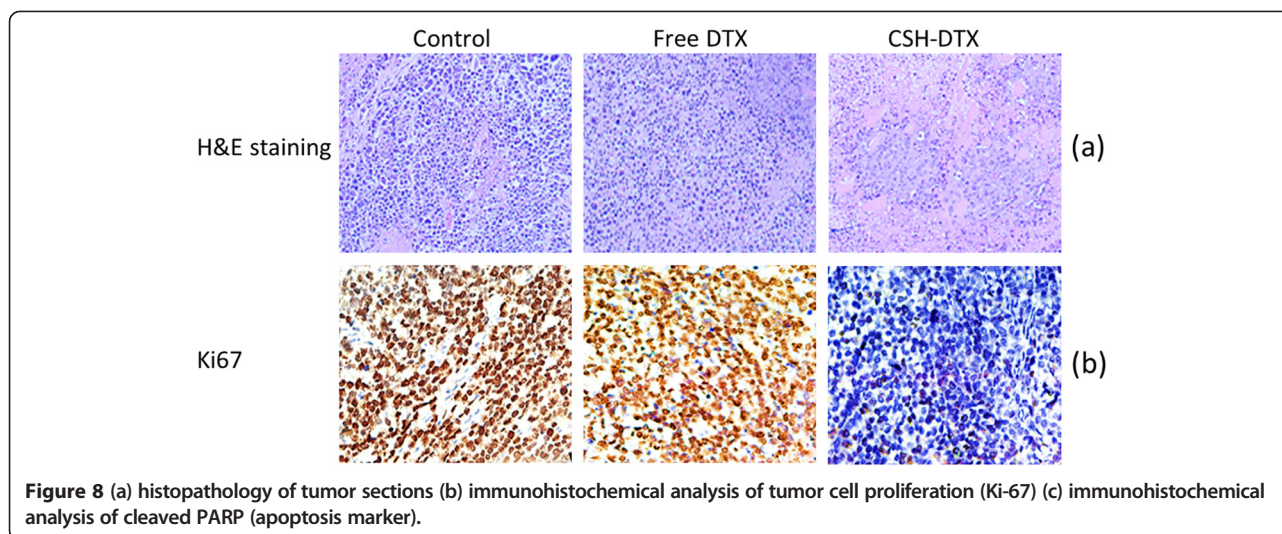 Control Free DTX CSH-DTX
H&E staining (a)
Ki67 (b)
Figure 8 (a) histopathology of tumor sections (b) immunohistochemical analysis of tumor cell proliferation (Ki-67) (c) immunohistochemical
analysis of cleaved PARP (apoptosis marker).